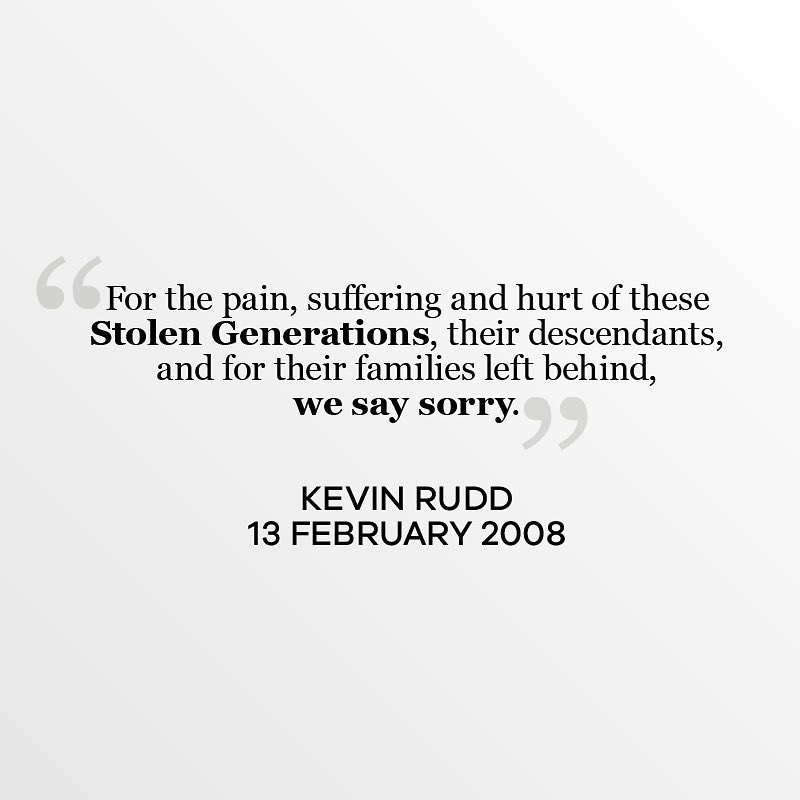 “For the pain, suffering and hurt of these
Stolen Generations, their descendants,
and for their families left behind,
we say sorry.”
KEVIN RUDD
13 FEBRUARY 2008